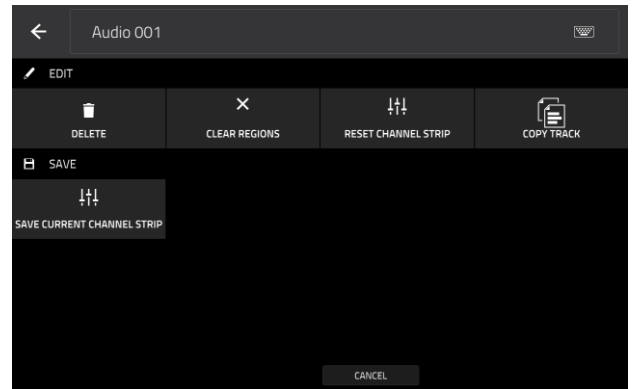 Audio 001
EDIT
DELETE
CLEAR REGIONS
RESET CHANNEL STRIP
COPY TRACK
SAVE
SAVE CURRENT CHANNEL STRIP
CANCEL